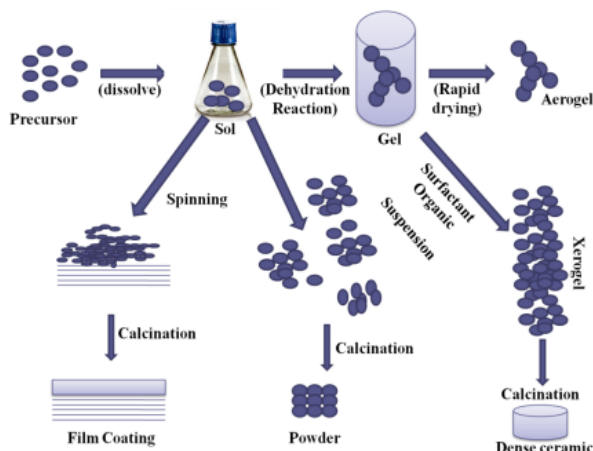 Precursor
(dissolve)
Sol
(Dehydration
Reaction)
Gel
(Rapid
drying)
Aerogel
Spinning
Suspension
Surfactant
Organic
Xerogel
Calcination
Calcination
Calcination
Film Coating
Powder
Dense ceramic